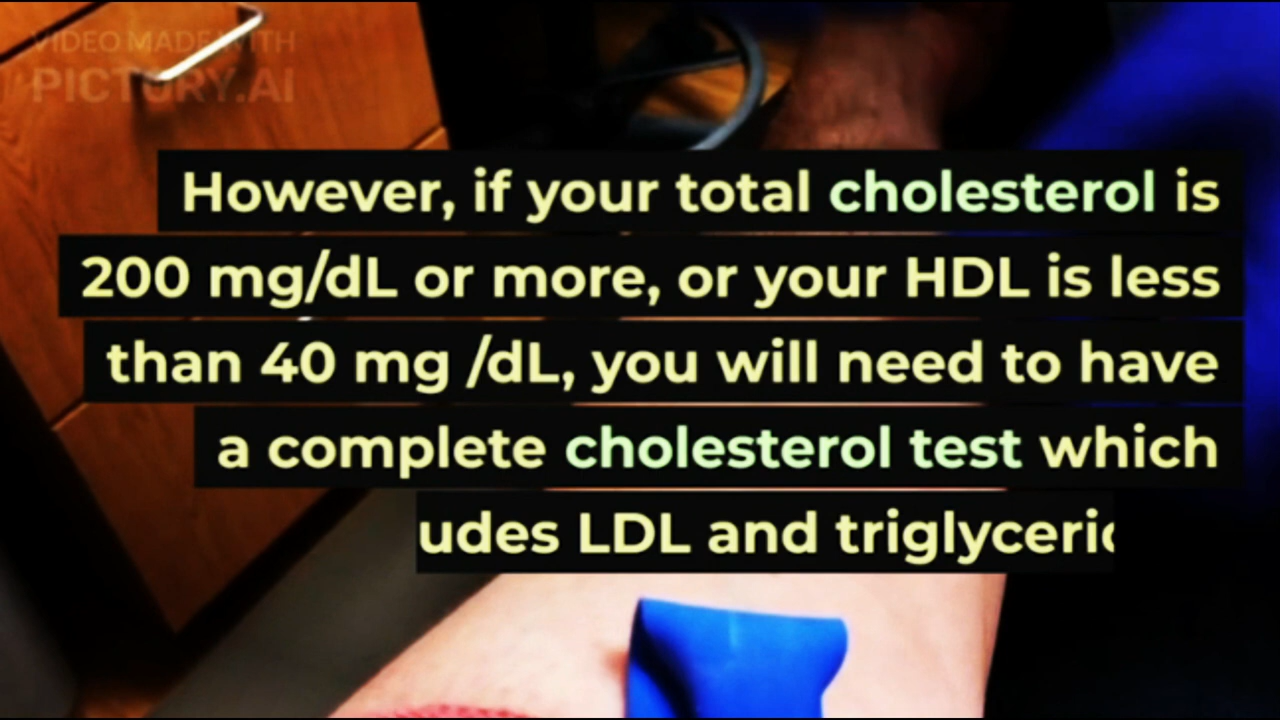 VIDEO MADE WITH
PICTORY.AI
However, if your total cholesterol is
200 mg/dL or more, or your HDL is less
than 40 mg /dL, you will need to have
a complete cholesterol test which
udes LDL and triglyceric